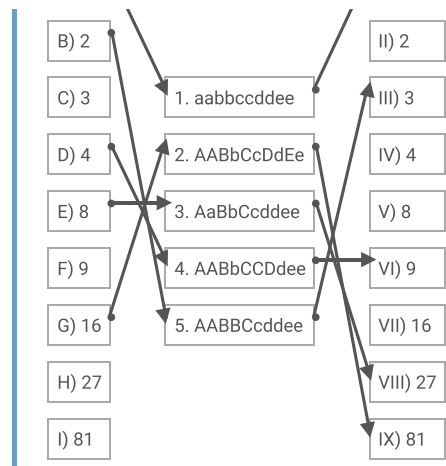 B) 2
II) 2
C) 3
1. aabbccddee
III) 3
D) 4
2. AABbCcDdEe
IV) 4
E) 8
3. AaBbCcddee
V) 8
F) 9
4. AABbCCDdee
VI) 9
G) 16
5. AABBCcddee
VII) 16
H) 27
VIII) 27
I) 81
IX) 81